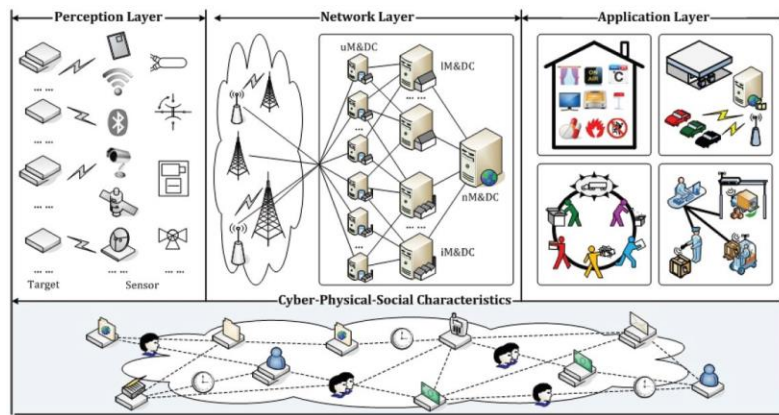 Perception Layer
Network Layer
Application Layer
uM&DC
lM&DC
... ...
... ...
ON
AIR
°C
... ...
...
... ...
...
nM&DC
... ...
... ...
...
iM&DC
... ...
... ...
... ...
Target
Sensor
Cyber-Physical-Social Characteristics